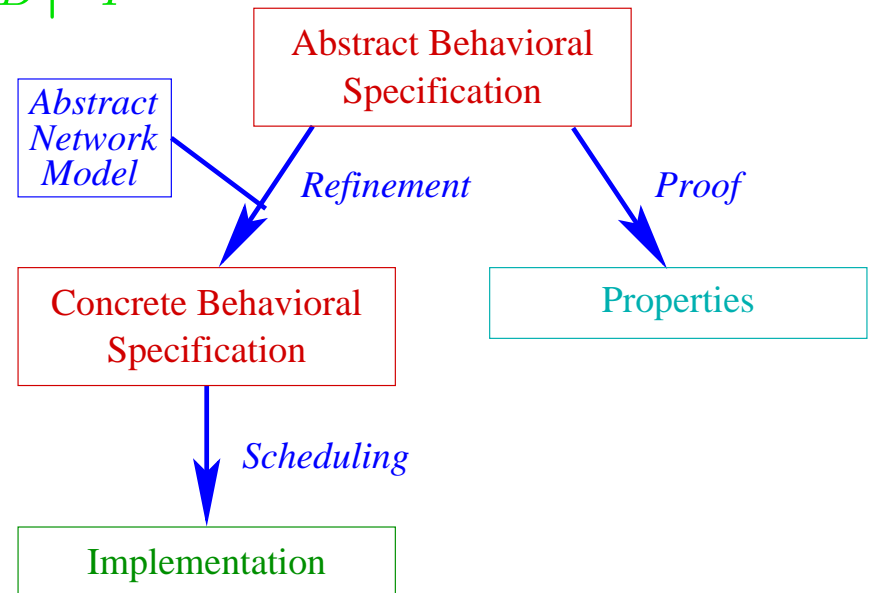 Abstract Behavioral
Specification
Abstract
Network
Model
Refinement
Proof
Concrete Behavioral
Specification
Properties
Scheduling
Implementation